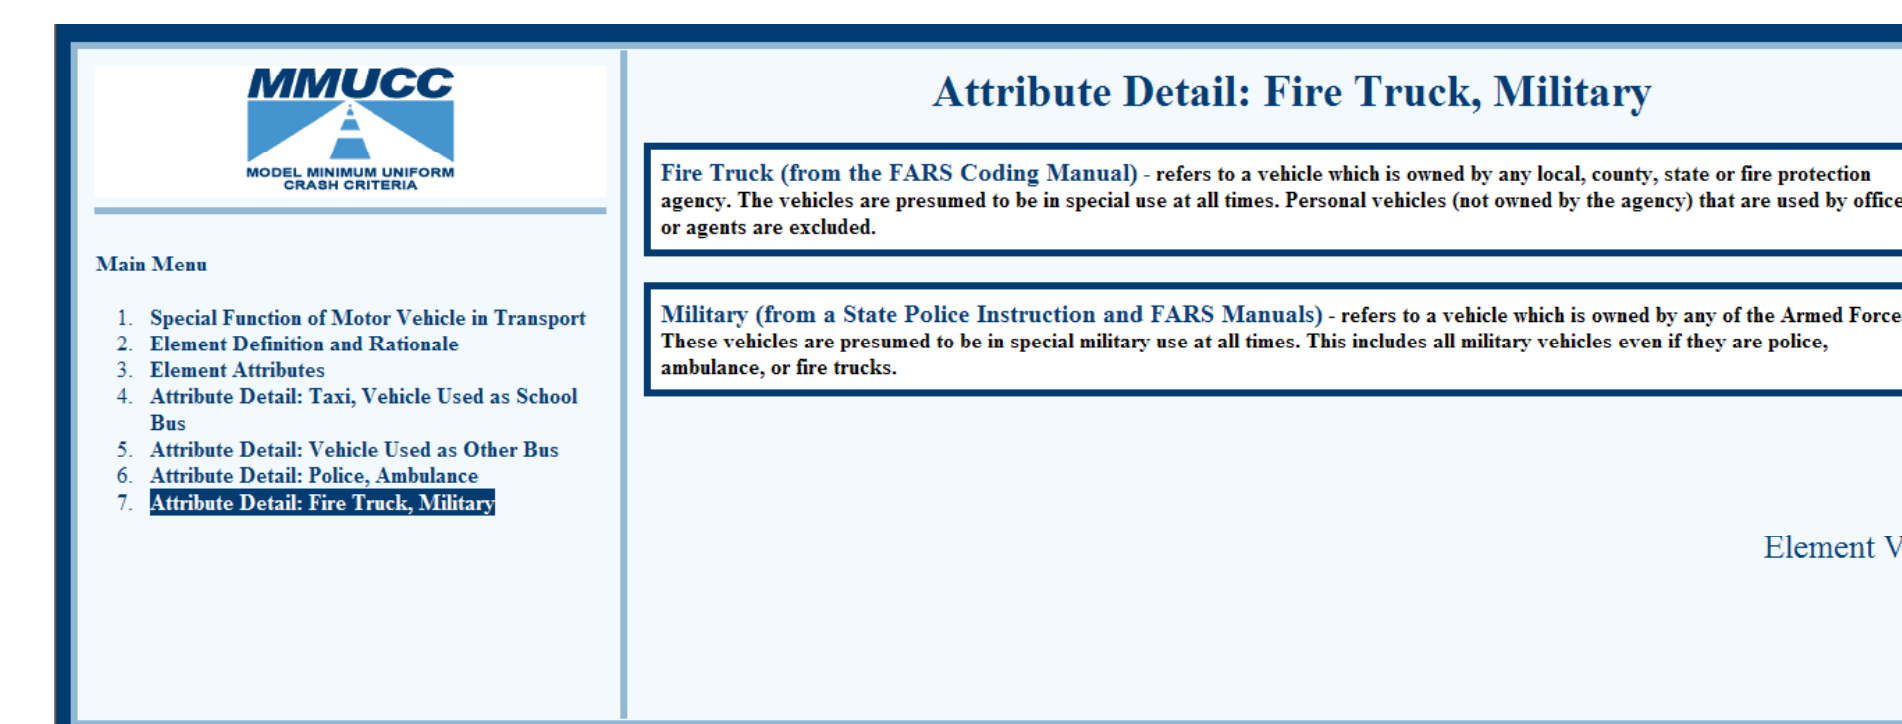 MMUCC
MODEL MINIMUM UNIFORM
CRASH CRITERIA
Main Menu
1. Special Function of Motor Vehicle in Transport
2. Element Definition and Rationale
3. Element Attributes
4. Attribute Detail: Taxi, Vehicle Used as School
Bus
5. Attribute Detail: Vehicle Used as Other Bus
6. Attribute Detail: Police, Ambulance
7. Attribute Detail: Fire Truck, Military
Attribute Detail: Fire Truck, Military
Fire Truck (from the FARS Coding Manual) - refers to a vehicle which is owned by any local, county, state or fire protection
agency. The vehicles are presumed to be in special use at all times. Personal vehicles (not owned by the agency) that are used by office
or agents are excluded.
Military (from a State Police Instruction and FARS Manuals) - refers to a vehicle which is owned by any of the Armed Force
These vehicles are presumed to be in special military use at all times. This includes all military vehicles even if they are police,
ambulance, or fire trucks.
Element V